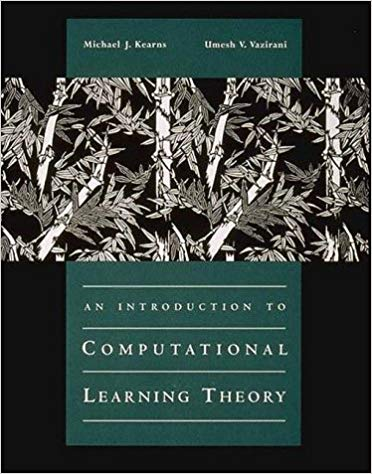 Michael J. Kearns Umesh V. Vazirani
AN INTRODUCTION TO
COMPUTATIONAL
LEARNING THEORY